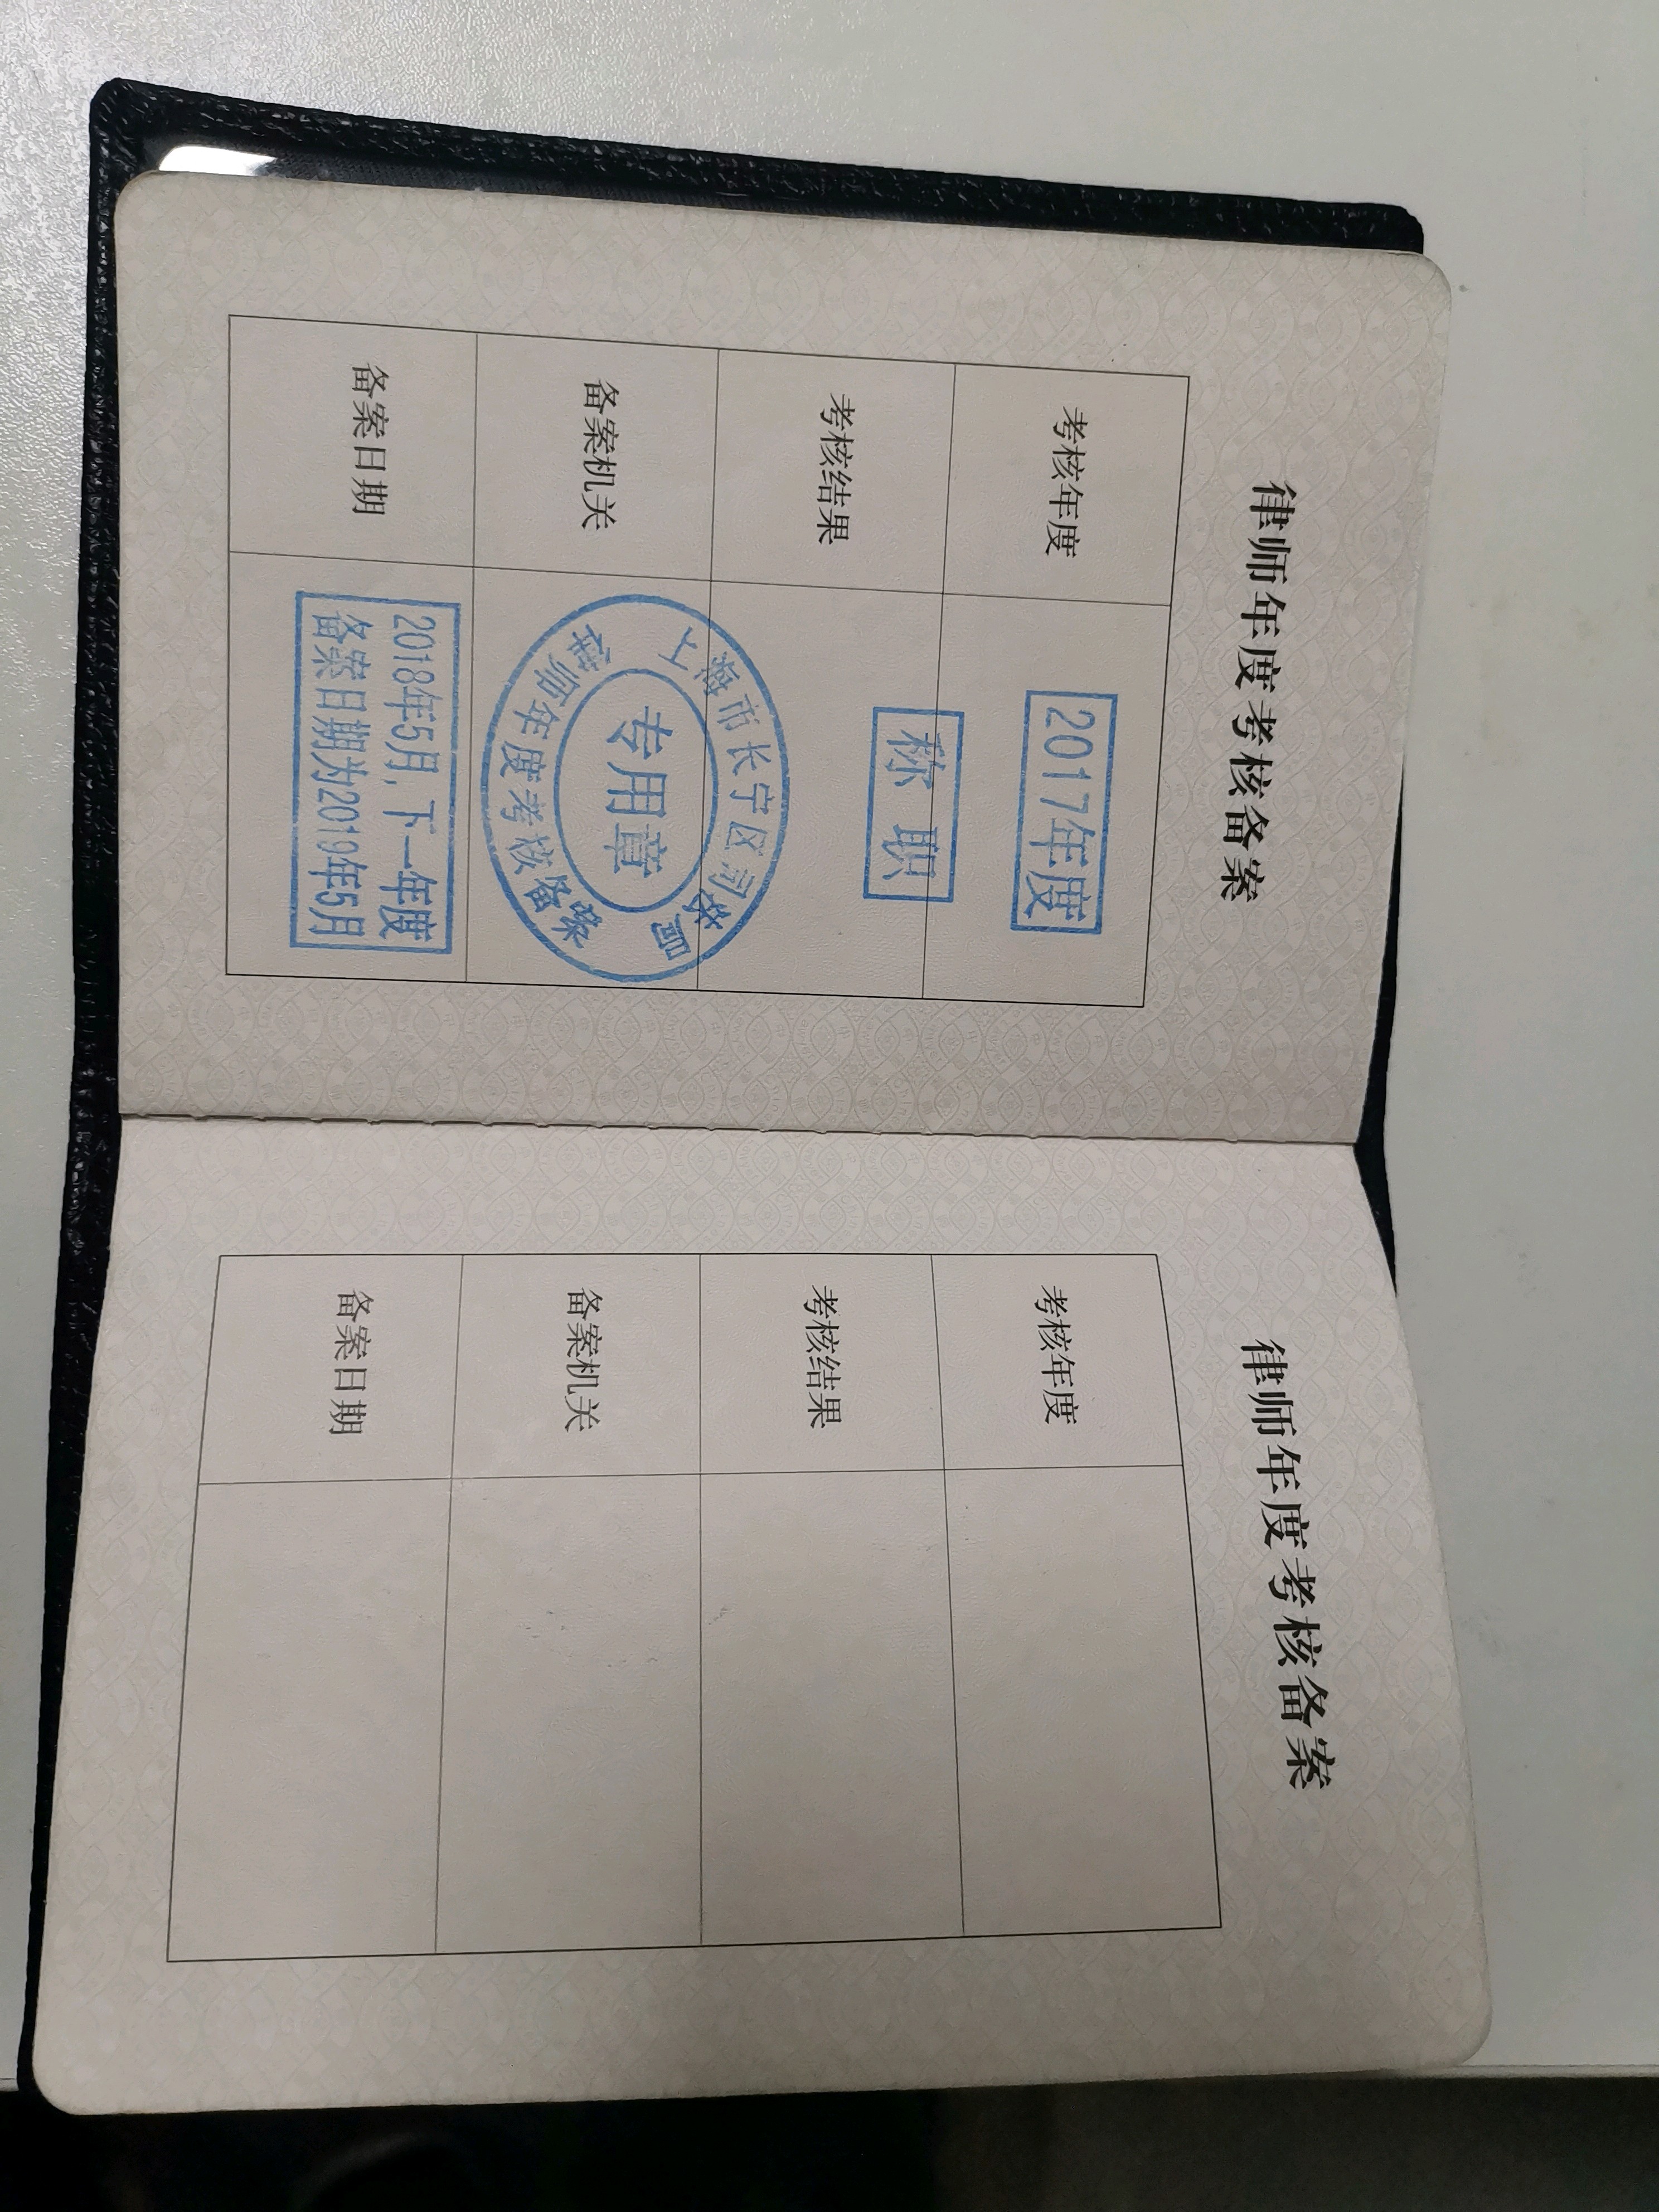 律师年度考核备案
考核年度
2017年度
考核结果
称 职
备案机关
上海市长宁区司法局
律师年度考核备案
专用章
备案日期
2018年5月,下一年度
备案日期为2019年5月
律师年度考核备案
考核年度
考核结果
备案机关
备案日期